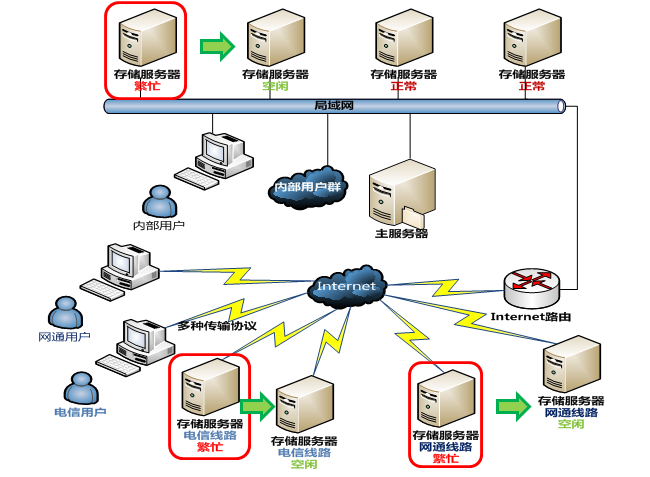 存储服务器
繁忙
存储服务器
空闲
存储服务器
正常
存储服务器
正常
局域网
内部用户
内部用户群
主服务器
Internet
Internet路由
网通用户
多种传输协议
电信用户
存储服务器
电信线路
繁忙
存储服务器
电信线路
空闲
存储服务器
网通线路
繁忙
存储服务器
网通线路
空闲